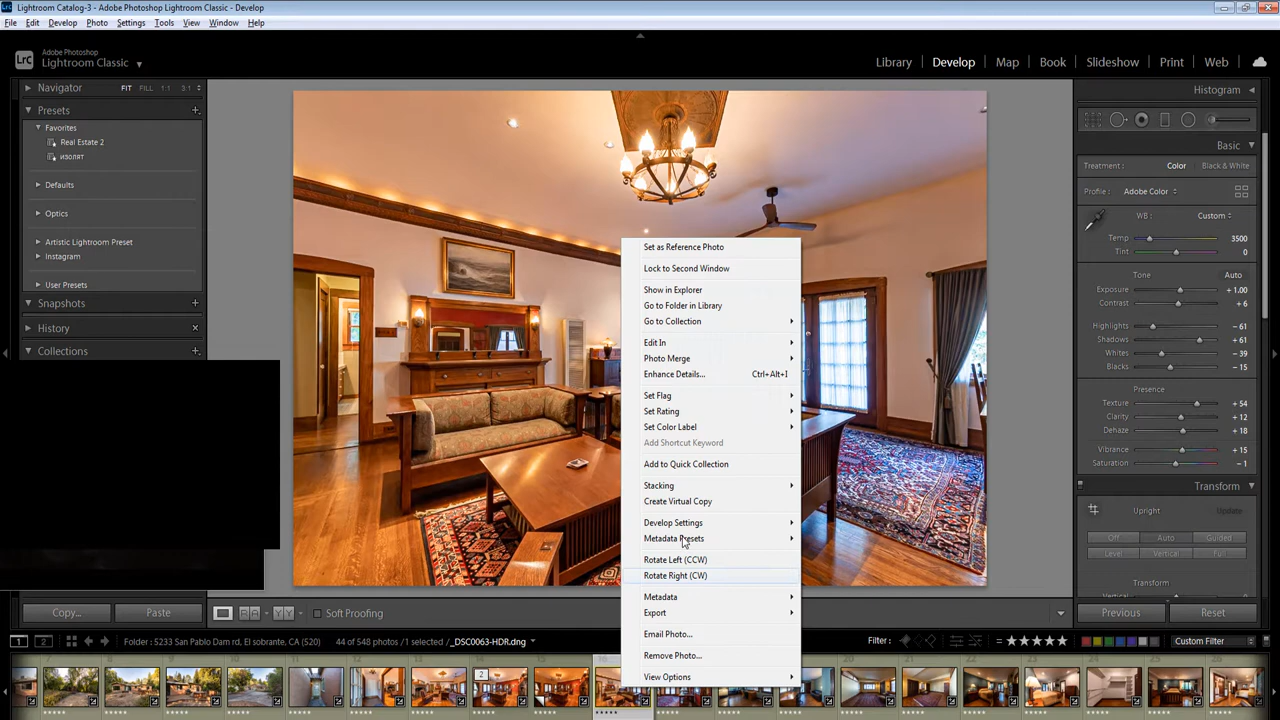 Lightroom Catalog-3 - Adobe Photoshop Lightroom Classic - Develop
File Edit Develop Photo Settings Tools View Window Help
Lrc Adobe Photoshop
Lightroom Classic
Library Develop Map Book Slideshow Print Web
Navigator FIT FILL 1:1 3:1
Presets
Favorites
Real Estate 2
изолят
Defaults
Optics
Artistic Lightroom Preset
Instagram
User Presets
Snapshots
History
Collections
Copy... Paste
Set as Reference Photo
Lock to Second Window
Show in Explorer
Go to Folder in Library
Go to Collection
Edit In
Photo Merge
Enhance Details... Ctrl+Alt+I
Set Flag
Set Rating
Set Color Label
Add Shortcut Keyword
Add to Quick Collection
Stacking
Create Virtual Copy
Develop Settings
Metadata Presets
Rotate Left (CCW)
Rotate Right (CW)
Metadata
Export
Email Photo...
Remove Photo...
View Options
Histogram
Basic
Treatment : Color Black & White
Profile : Adobe Color
WB : Custom
Temp 3500
Tint 0
Tone Auto
Exposure +1.00
Contrast +6
Highlights -61
Shadows +61
Whites -39
Blacks -15
Presence
Texture +54
Clarity +12
Dehaze +18
Vibrance +15
Saturation -1
Transform
Upright Update
Off Auto Guided
Level Vertical Full
Transform
Vertical
Previous Reset
Soft Proofing
1 2 Folder : 5233 San Pablo Dam rd, El sobrante, CA (520) 44 of 548 photos /1 selected / _DSC0063-HDR.dng
Filter : Custom Filter